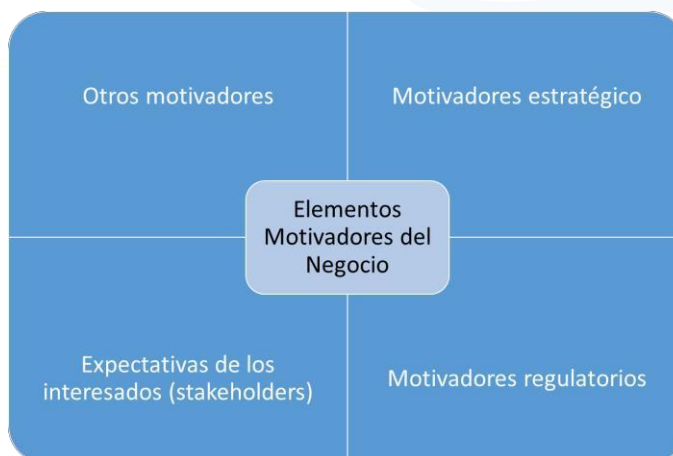 Otros motivadores
Motivadores estratégico
Elementos
Motivadores del
Negocio
Expectativas de los
interesados (stakeholders)
Motivadores regulatorios